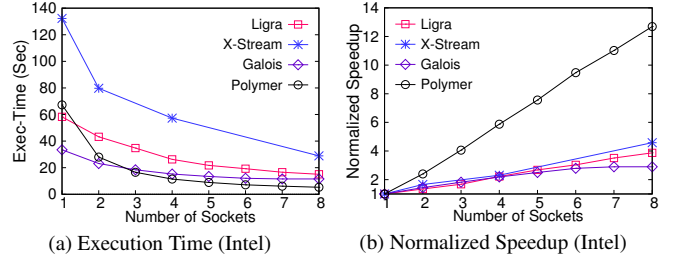 Exec-Time (Sec)
140
120
100
80
60
40
20
0
1 2 3 4 5 6 7 8
Number of Sockets
Ligra
X-Stream
Galois
Polymer
(a) Execution Time (Intel)
Normalized Speedup
14
12
10
8
6
4
2
1
1 2 3 4 5 6 7 8
Number of Sockets
Ligra
X-Stream
Galois
Polymer
(b) Normalized Speedup (Intel)